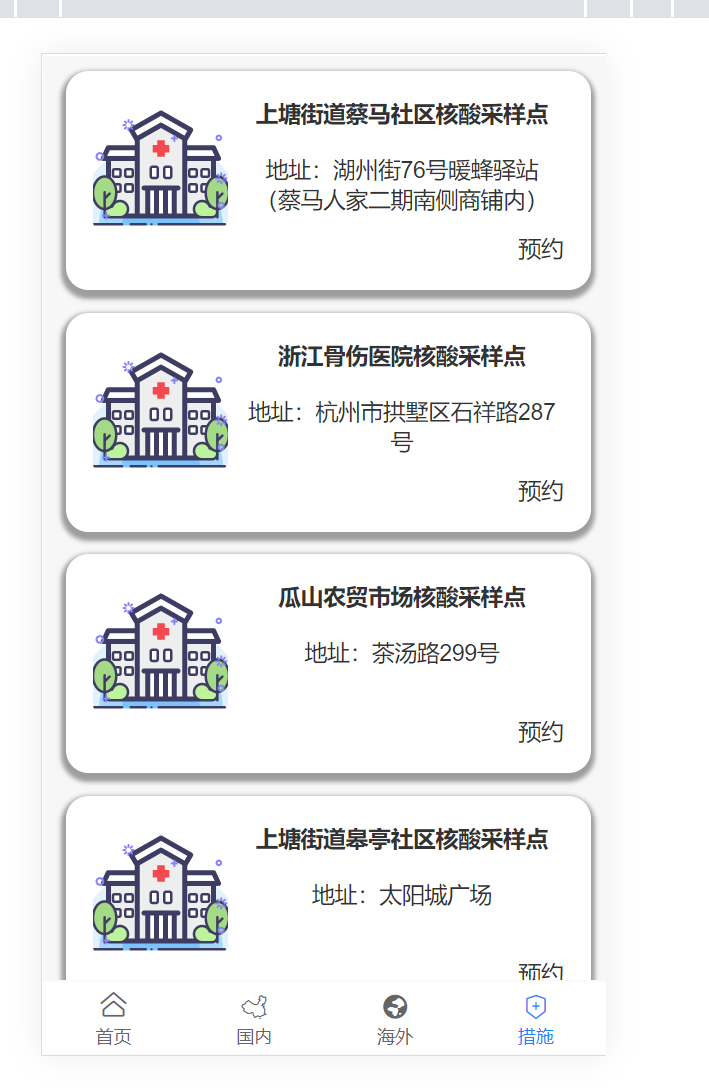 上塘街道蔡马社区核酸采样点
地址：湖州街76号暖蜂驿站
（蔡马人家二期南侧商铺内）
预约
浙江骨伤医院核酸采样点
地址：杭州市拱墅区石祥路287
号
预约
瓜山农贸市场核酸采样点
地址：茶汤路299号
预约
上塘街道皋亭社区核酸采样点
地址：太阳城广场
预约
首页
国内
海外
措施